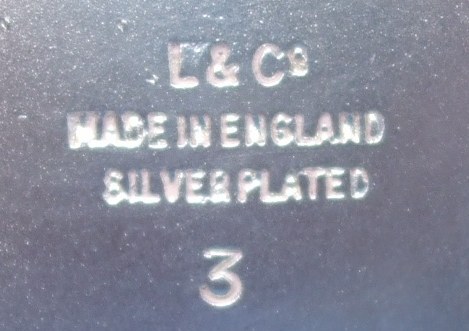 L & Cº
MADE IN ENGLAND
SILVER PLATED
3